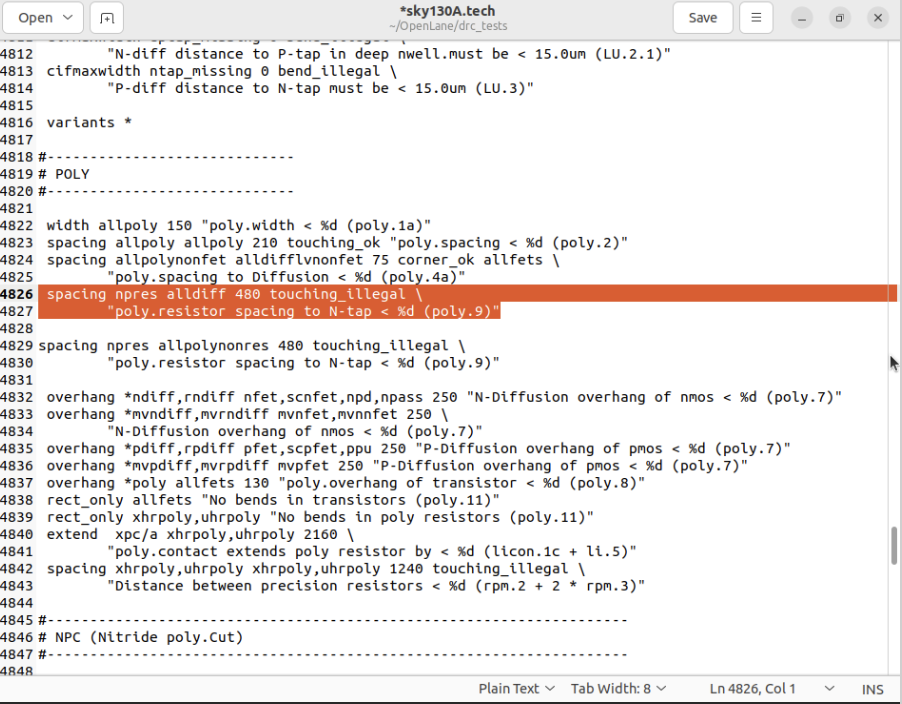 Open
*sky130A.tech
~/OpenLane/drc_tests
Save
4812 "N-diff distance to P-tap in deep nwell.must be < 15.0um (LU.2.1)"
4813 cifmaxwidth ntap_missing 0 bend_illegal \
4814 "P-diff distance to N-tap must be < 15.0um (LU.3)"
4815
4816 variants *
4817
4818 #-----------------------------
4819 # POLY
4820 #-----------------------------
4821
4822 width allpoly 150 "poly.width < %d (poly.1a)"
4823 spacing allpoly allpoly 210 touching_ok "poly.spacing < %d (poly.2)"
4824 spacing allpolynonfet alldifflvnonfet 75 corner_ok allfets \
4825 "poly.spacing to Diffusion < %d (poly.4a)"
4826 spacing npres alldiff 480 touching_illegal \
4827 "poly.resistor spacing to N-tap < %d (poly.9)"
4828
4829 spacing npres allpolynonres 480 touching_illegal \
4830 "poly.resistor spacing to N-tap < %d (poly.9)"
4831
4832 overhang *ndiff,rndiff nfet,scnfet,npd,npass 250 "N-Diffusion overhang of nmos < %d (poly.7)"
4833 overhang *mvndiff,mvrndiff mvnfet,mvnnfet 250 \
4834 "N-Diffusion overhang of nmos < %d (poly.7)"
4835 overhang *pdiff,rpdiff pfet,scpfet,ppu 250 "P-Diffusion overhang of pmos < %d (poly.7)"
4836 overhang *mvpdiff,mvrpdiff mvpfet 250 "P-Diffusion overhang of pmos < %d (poly.7)"
4837 overhang *poly allfets 130 "poly.overhang of transistor < %d (poly.8)"
4838 rect_only allfets "No bends in transistors (poly.11)"
4839 rect_only xhrpoly,uhrpoly "No bends in poly resistors (poly.11)"
4840 extend  xpc/a xhrpoly,uhrpoly 2160 \
4841 "poly.contact extends poly resistor by < %d (licon.1c + li.5)"
4842 spacing xhrpoly,uhrpoly xhrpoly,uhrpoly 1240 touching_illegal \
4843 "Distance between precision resistors < %d (rpm.2 + 2 * rpm.3)"
4844
4845 #--------------------------------------------------------------------
4846 # NPC (Nitride poly.Cut)
4847 #--------------------------------------------------------------------
4848
Plain Text
Tab Width: 8
Ln 4826, Col 1
INS